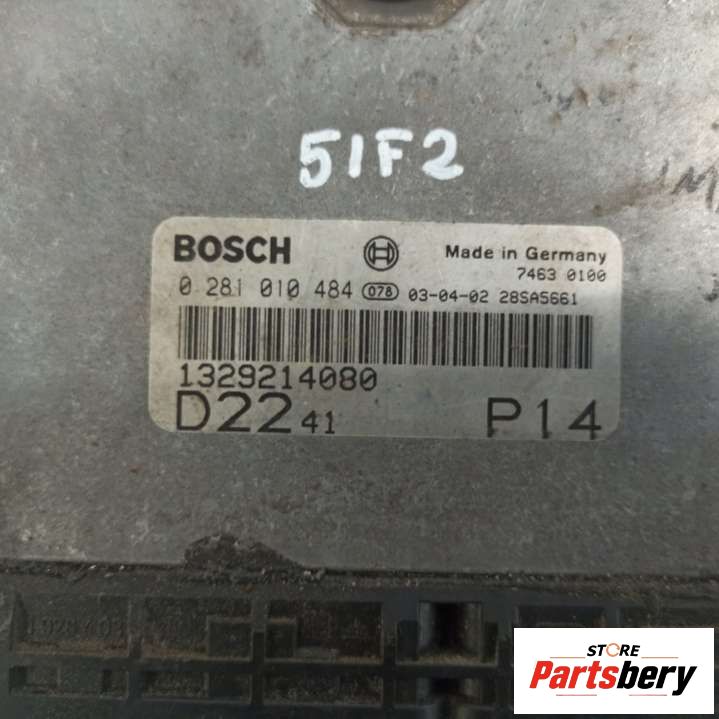 51F2
BOSCH Made in Germany
7463 0100
0 281 010 484 078 03-04-02 28SA5661
1329214080
D22 41 P14
STORE
Partsbery